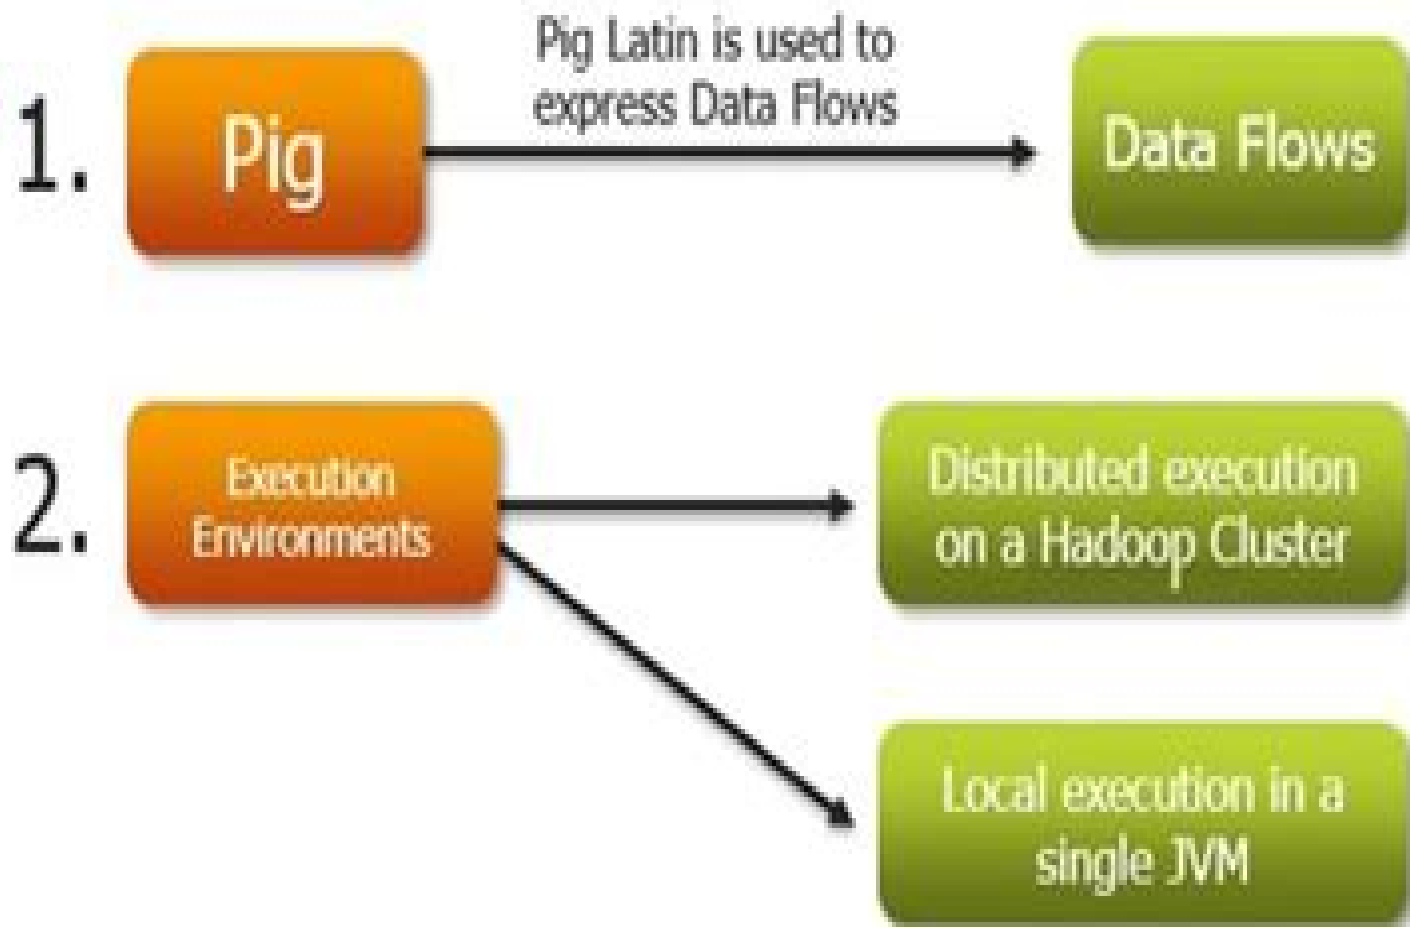 Pig Latin is used to
express Data Flows
1.
Pig
Data Flows
2.
Execution
Environments
Distributed execution
on a Hadoop Cluster
Local execution in a
single JVM